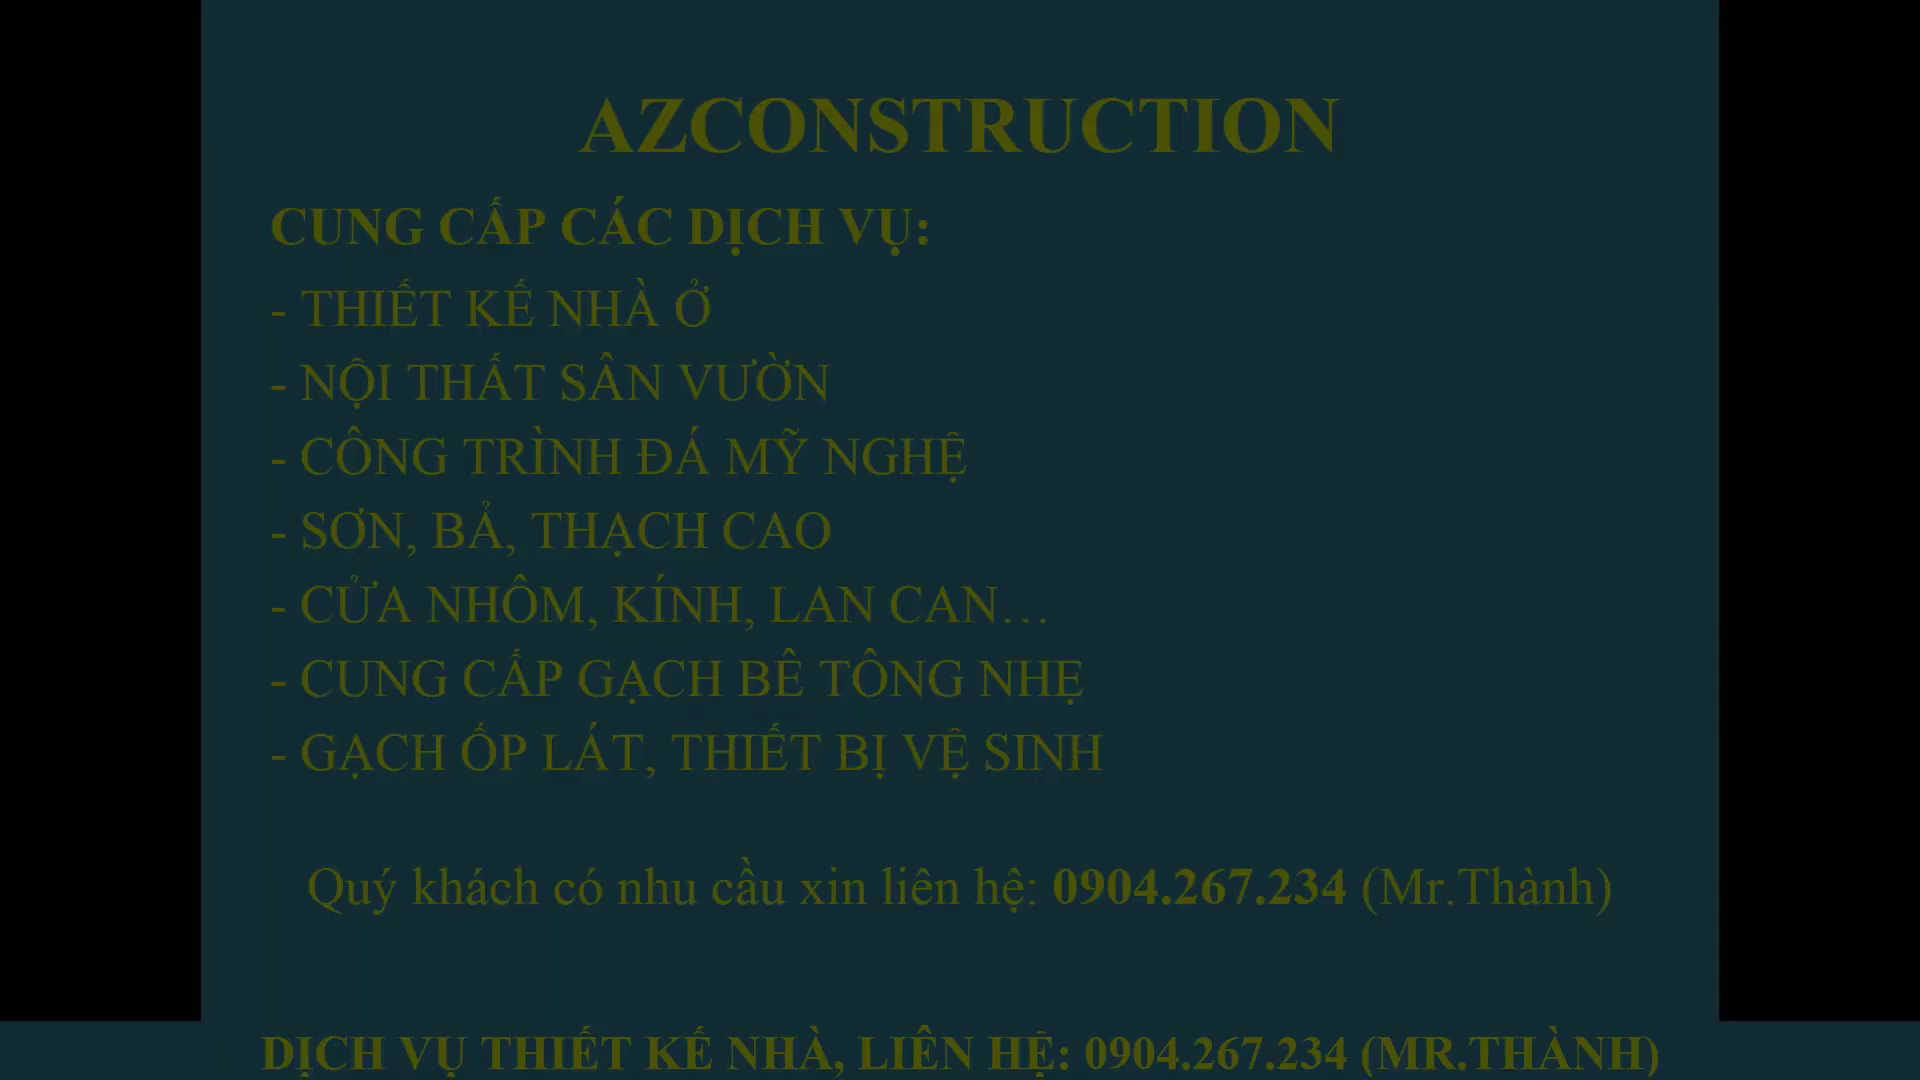 AZCONSTRUCTION
CUNG CẤP CÁC DỊCH VỤ:
- THIẾT KẾ NHÀ Ở
- NỘI THẤT SÂN VƯỜN
- CÔNG TRÌNH ĐÁ MỸ NGHỆ
- SƠN, BẢ, THẠCH CAO
- CỬA NHÔM, KÍNH, LAN CAN…
- CUNG CẤP GẠCH BÊ TÔNG NHẸ
- GẠCH ỐP LÁT, THIẾT BỊ VỆ SINH
Quý khách có nhu cầu xin liên hệ: 0904.267.234 (Mr.Thành)
DỊCH VỤ THIẾT KẾ NHÀ, LIÊN HỆ: 0904.267.234 (MR.THÀNH)